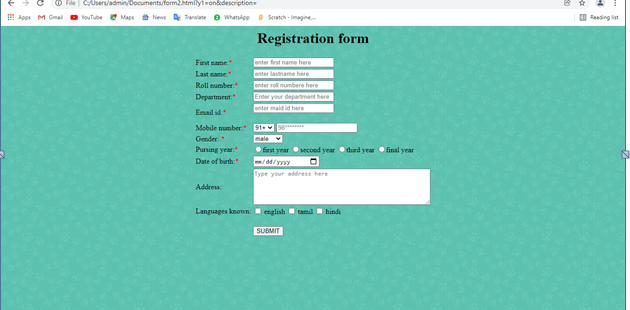 File | C:/Users/admin/Documents/form2.html?y1=on&description=
Apps Gmail YouTube Maps News Translate WhatsApp Scratch - Imagine,... Reading list
Registration form
First name:* enter first name here
Last name:* enter lastname here
Roll number:* enter roll numbere here
Department:* Enter your department here
Email id:* enter maid id here
Mobile number:* 91+ 98********
Gender: * male
Pursing year:* first year second year third year final year
Date of birth:* mm/dd/yyyy
Address: Type your address here
Languages known: english tamil hindi
SUBMIT